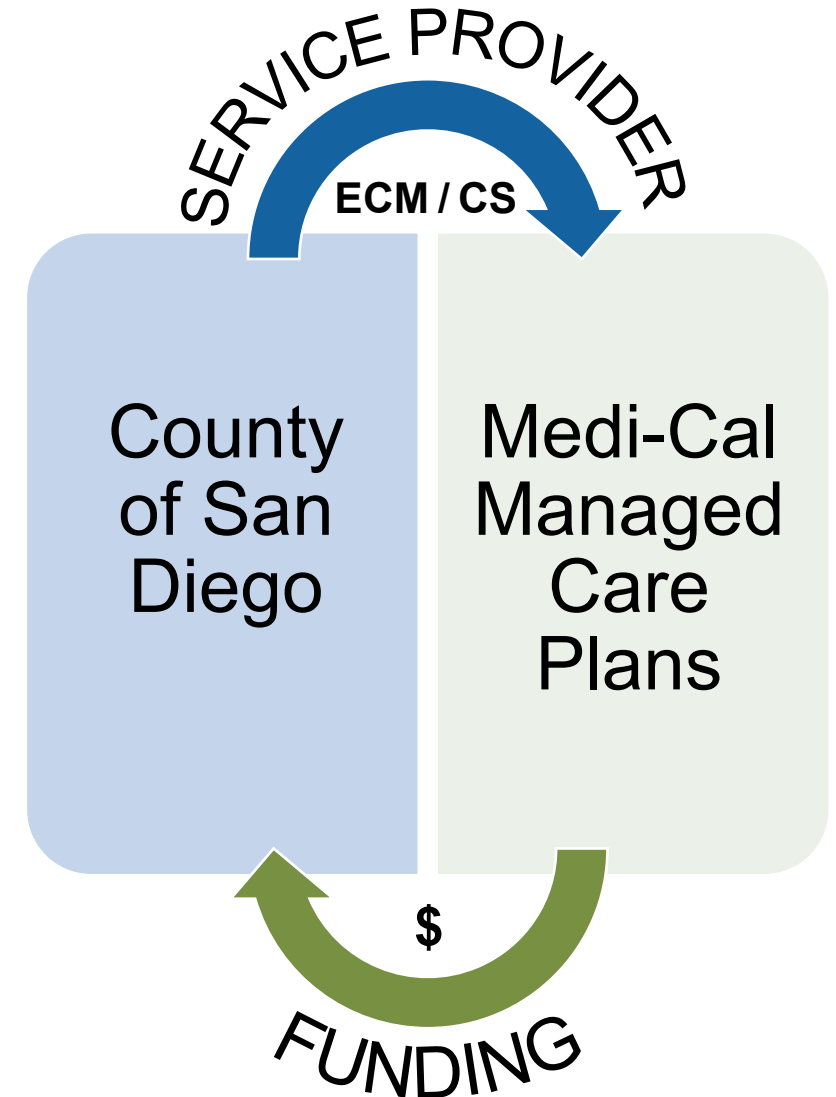 SERVICE PROVIDER
ECM / CS
County
of San
Diego
Medi-Cal
Managed
Care
Plans
$
FUNDING